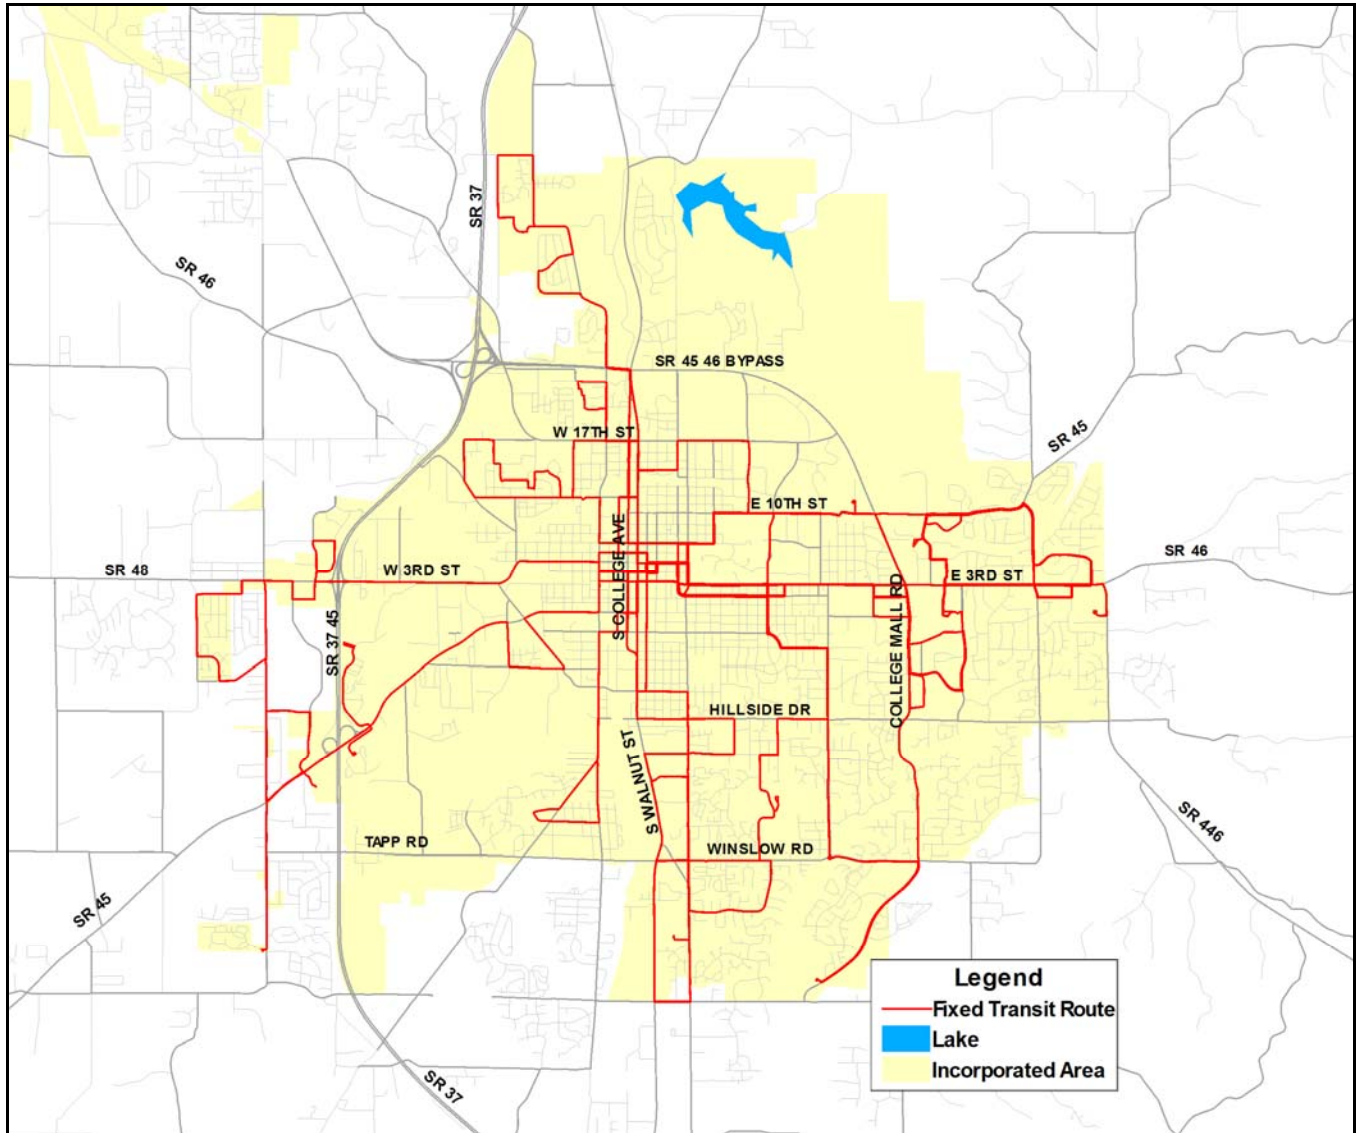 SR 37
SR 46
SR 45 46 BYPASS
W 17TH ST
SR 45
E 10TH ST
S COLLEGE AVE
SR 46
SR 48
W 3RD ST
E 3RD ST
COLLEGE MALL RD
SR 37 45
HILLSIDE DR
S WALNUT ST
TAPP RD
WINSLOW RD
SR 446
SR 45
SR 37
Legend
Fixed Transit Route
Lake
Incorporated Area